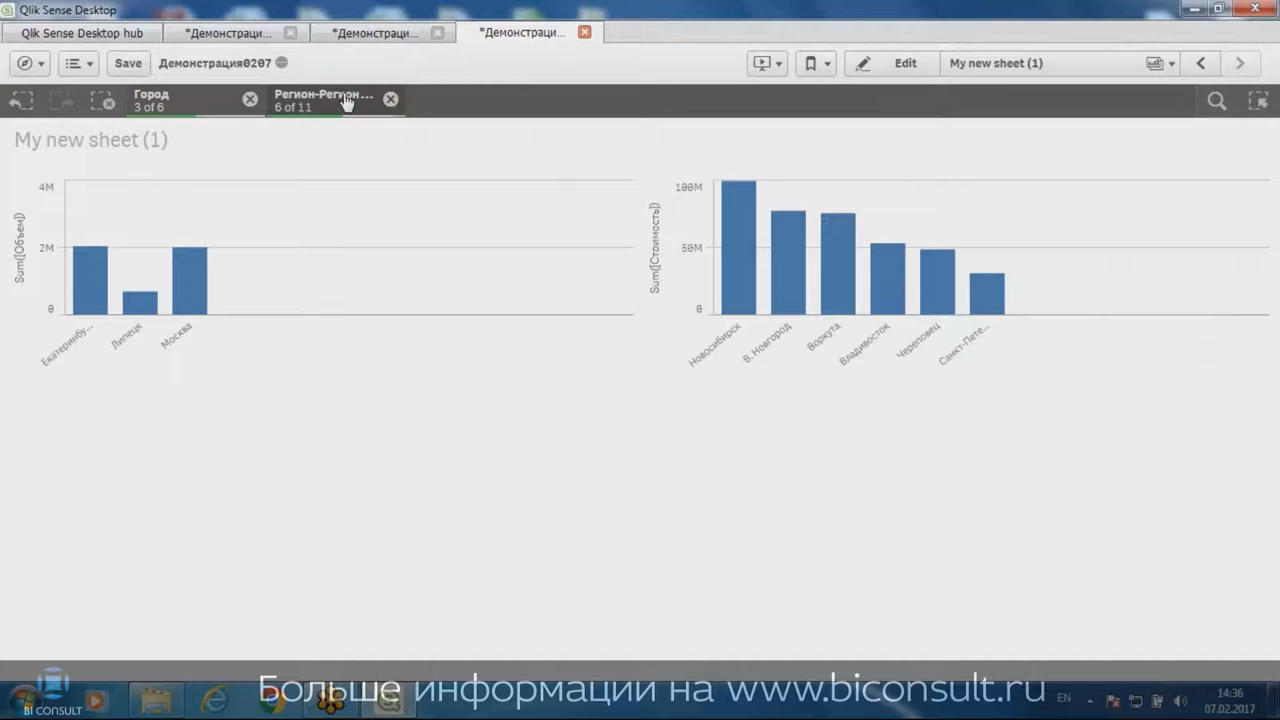 Qlik Sense Desktop
Qlik Sense Desktop hub
*Демонстраци...
*Демонстраци...
*Демонстраци...
Save
Демонстрация0207
Edit
My new sheet (1)
Город
3 of 6
Регион-Регион...
6 of 11
My new sheet (1)
4M
2M
0
Sum([Объем])
Екатеринбу...
Липецк
Москва
100M
50M
0
Sum([Стоимость])
Новосибирск
В. Новгород
Воркута
Владивосток
Череповец
Санкт-Пете...
Больше информации на www.biconsult.ru
BI CONSULT
EN
14:36
07.02.2017